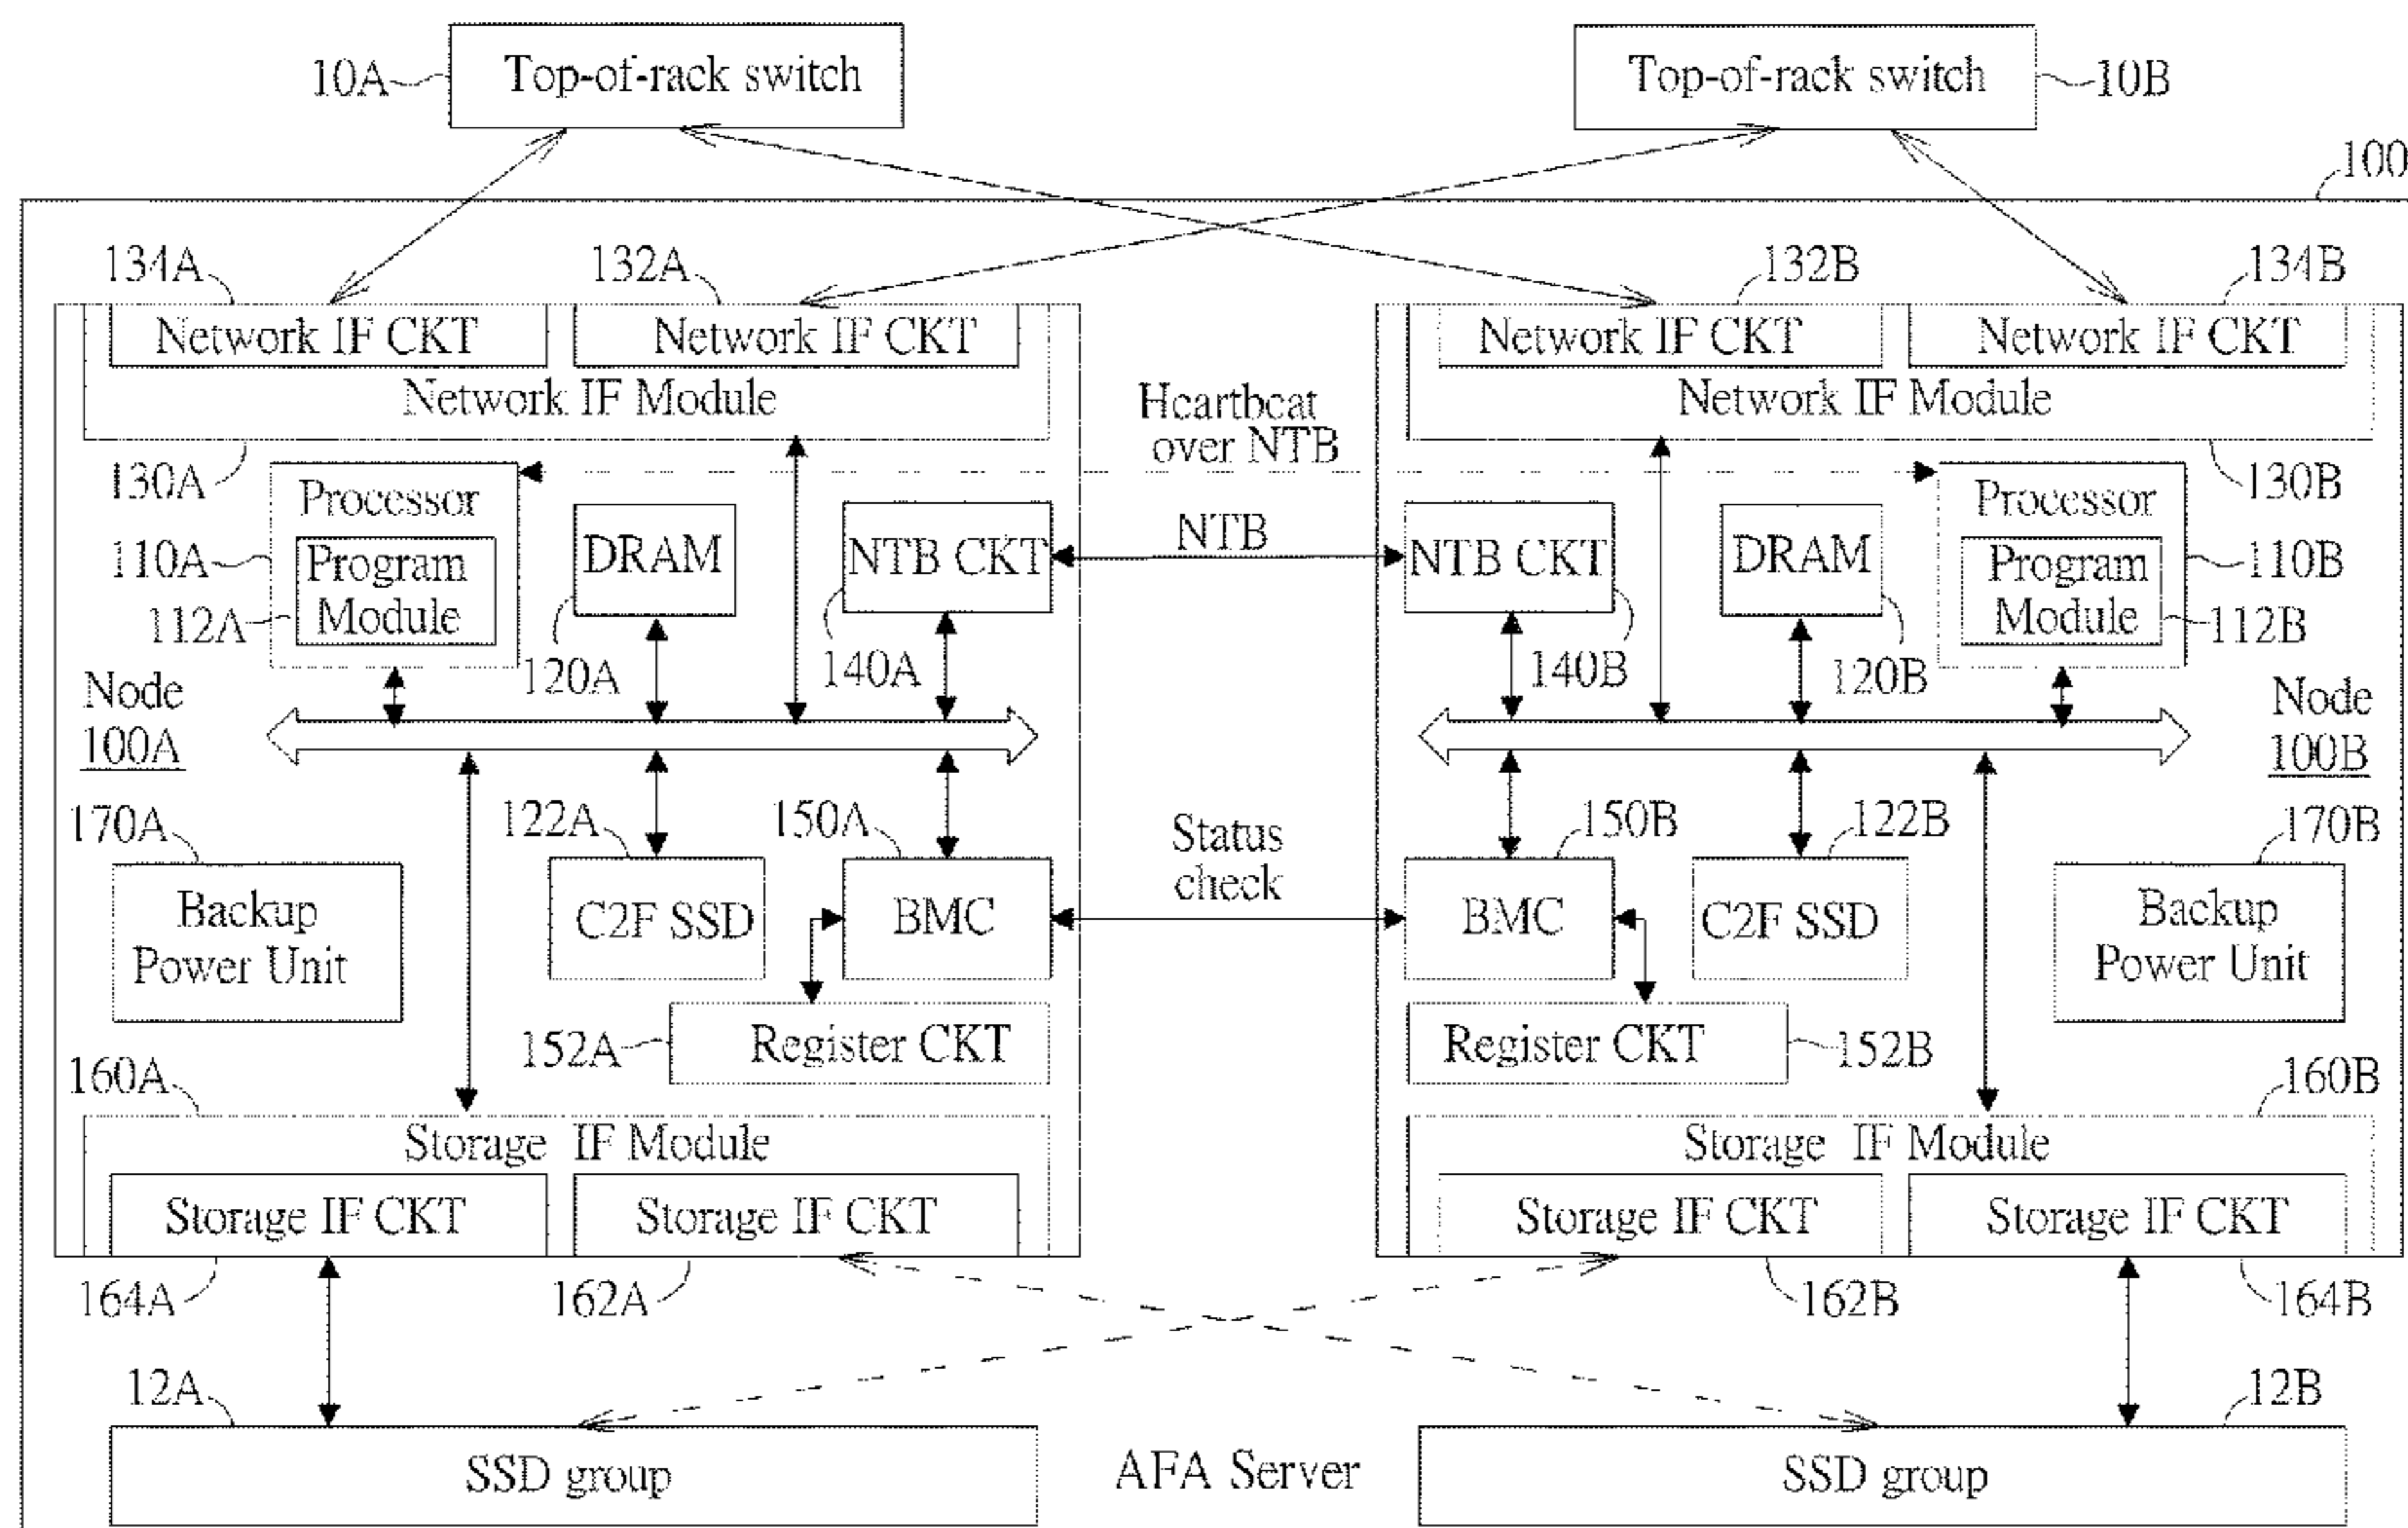 10A
Top-of-rack switch
Top-of-rack switch
10B
100
134A
132A
132B
134B
Network IF CKT
Network IF CKT
Network IF CKT
Network IF CKT
Network IF Module
Heartbeat
over NTB
Network IF Module
130A
130B
Processor
Processor
110A
Program
Module
112A
DRAM
NTB CKT
NTB
NTB CKT
DRAM
Program
Module
110B
112B
120A
140A
140B
120B
Node
100A
Node
100B
170A
122A
150A
Status
check
150B
122B
170B
Backup
Power Unit
C2F SSD
BMC
BMC
C2F SSD
Backup
Power Unit
152A
Register CKT
Register CKT
152B
160A
160B
Storage IF Module
Storage IF Module
Storage IF CKT
Storage IF CKT
Storage IF CKT
Storage IF CKT
164A
162A
162B
164B
12A
12B
SSD group
AFA Server
SSD group